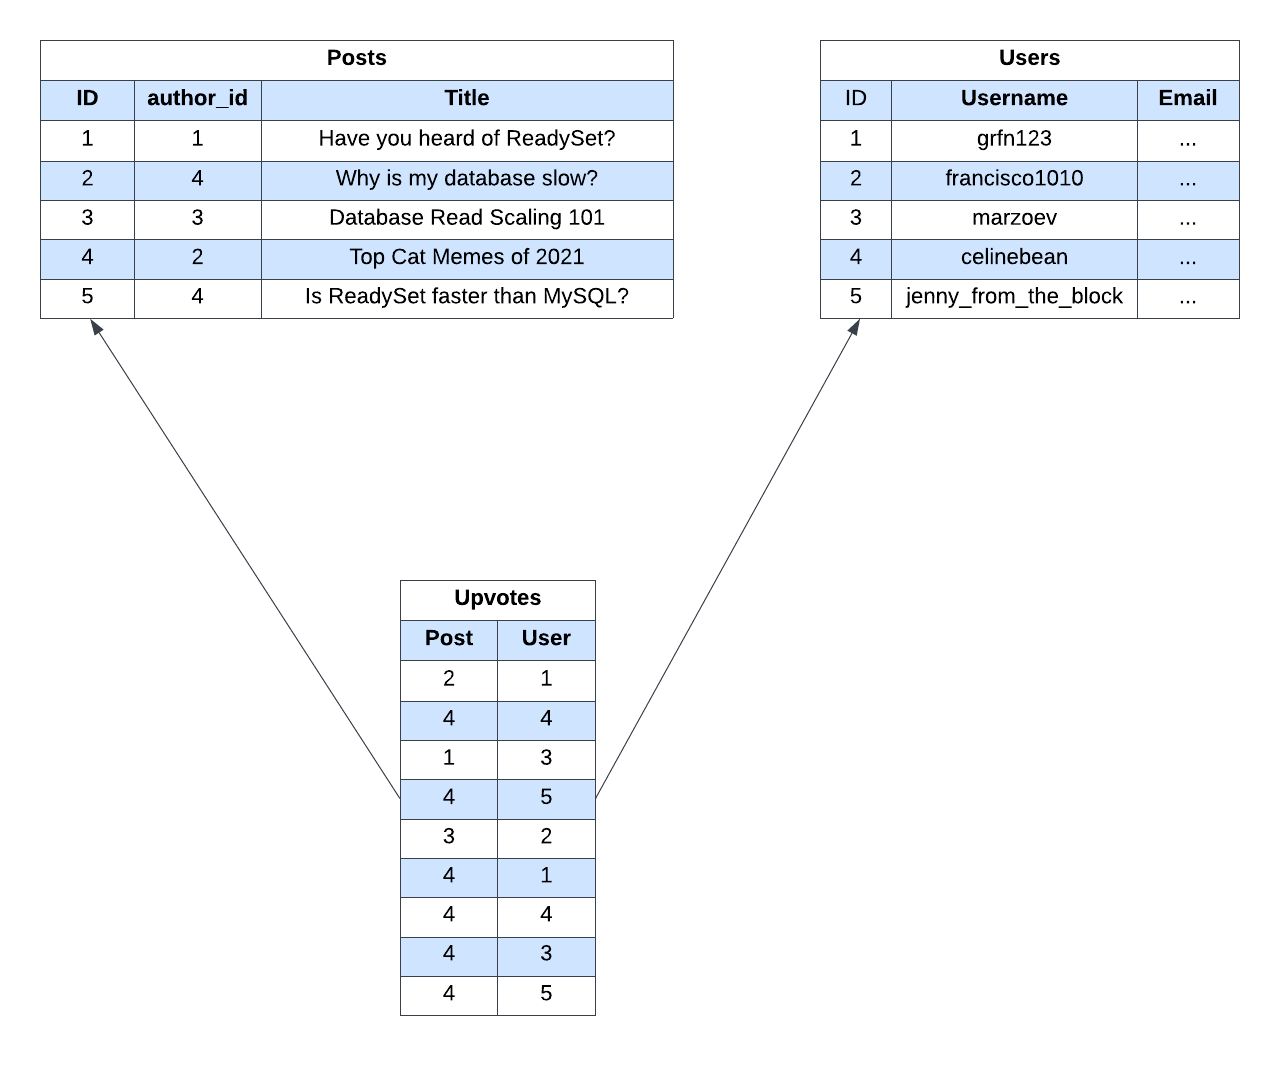 Posts
ID author_id Title
1 1 Have you heard of ReadySet?
2 4 Why is my database slow?
3 3 Database Read Scaling 101
4 2 Top Cat Memes of 2021
5 4 Is ReadySet faster than MySQL?
Users
ID Username Email
1 grfn123 ...
2 francisco1010 ...
3 marzoev ...
4 celinebean ...
5 jenny_from_the_block ...
Upvotes
Post User
2 1
4 4
1 3
4 5
3 2
4 1
4 4
4 3
4 5